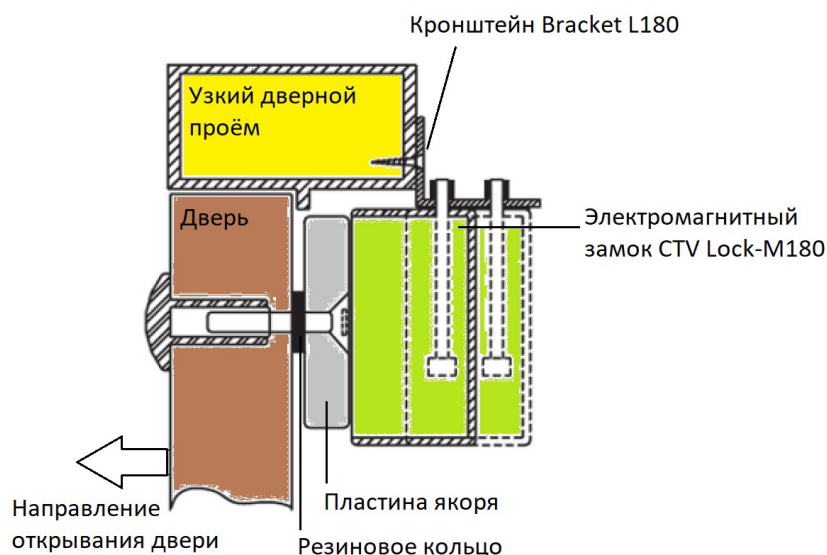 Кронштейн Bracket L180
Узкий дверной
проём
Дверь
Электромагнитный
замок CTV Lock-M180
Пластина якоря
Направление
открывания двери
Резиновое кольцо